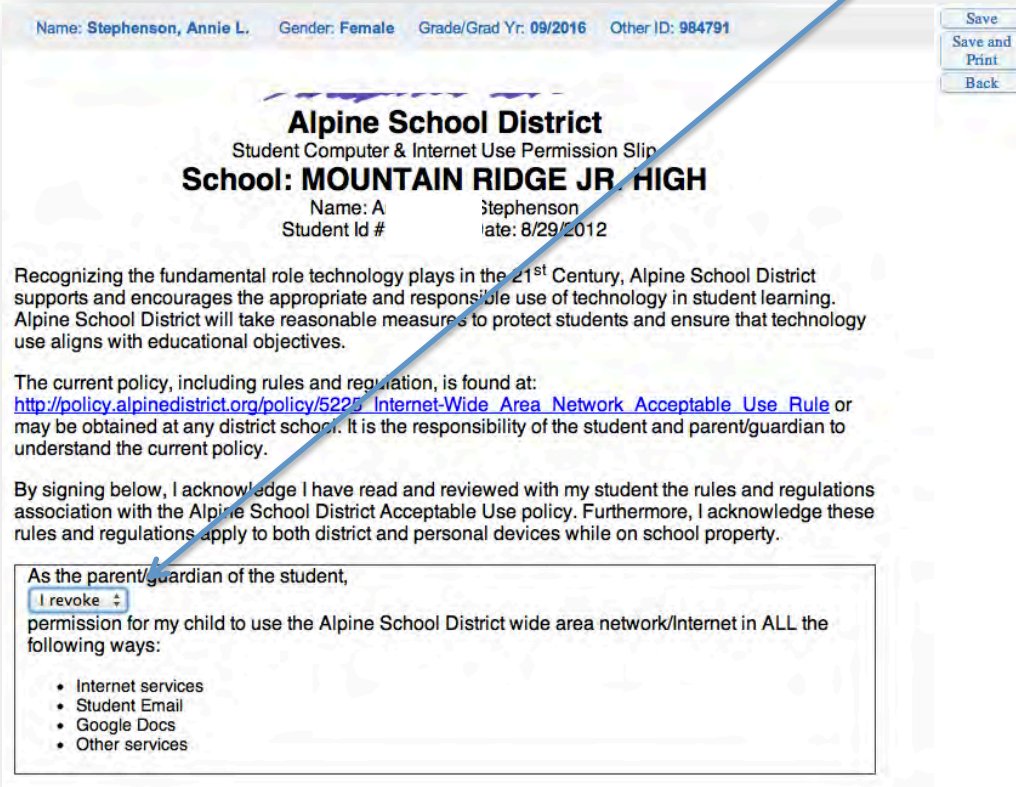 Name: Stephenson, Annie L. Gender: Female Grade/Grad Yr: 09/2016 Other ID: 984791
Save
Save and
Print
Back
Alpine School District
Student Computer & Internet Use Permission Slip
School: MOUNTAIN RIDGE JR. HIGH
Name: A Stephenson
Student Id # ate: 8/29/2012
Recognizing the fundamental role technology plays in the 21st Century, Alpine School District
supports and encourages the appropriate and responsible use of technology in student learning.
Alpine School District will take reasonable measures to protect students and ensure that technology
use aligns with educational objectives.
The current policy, including rules and regulation, is found at:
http://policy.alpinedistrict.org/policy/5225_Internet-Wide_Area_Network_Acceptable_Use_Rule or
may be obtained at any district school. It is the responsibility of the student and parent/guardian to
understand the current policy.
By signing below, I acknowledge I have read and reviewed with my student the rules and regulations
association with the Alpine School District Acceptable Use policy. Furthermore, I acknowledge these
rules and regulations apply to both district and personal devices while on school property.
As the parent/guardian of the student,
I revoke
permission for my child to use the Alpine School District wide area network/Internet in ALL the
following ways:
• Internet services
• Student Email
• Google Docs
• Other services